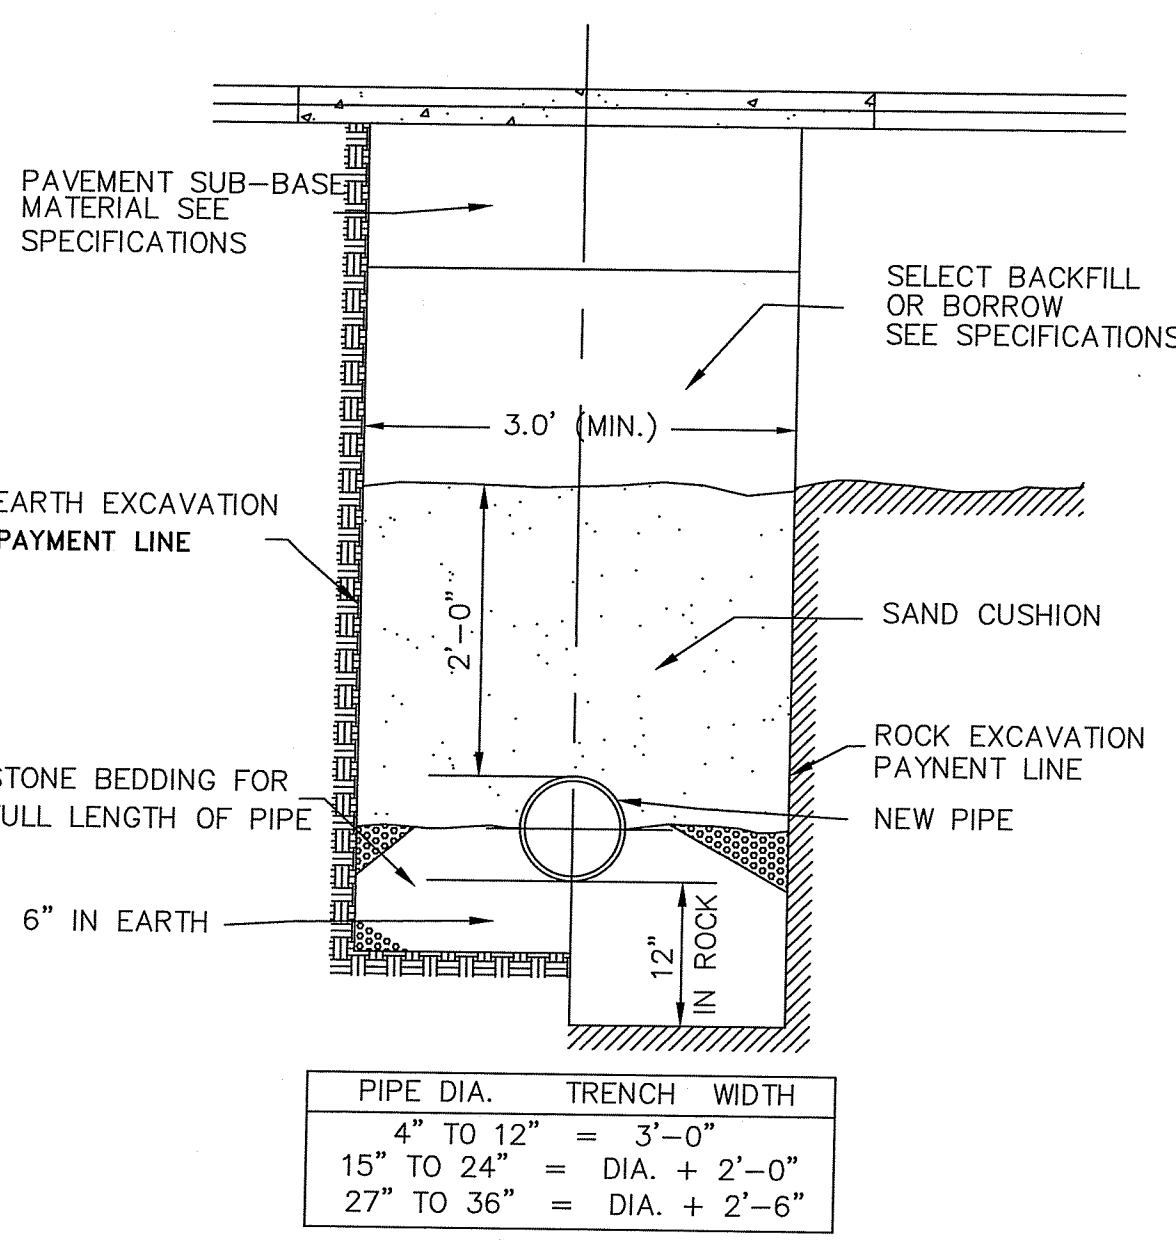 PAVEMENT SUB-BASE
MATERIAL SEE
SPECIFICATIONS
SELECT BACKFILL
OR BORROW
SEE SPECIFICATIONS
3.0' (MIN.)
EARTH EXCAVATION
PAYMENT LINE
2'-0"
SAND CUSHION
ROCK EXCAVATION
PAYNENT LINE
STONE BEDDING FOR
FULL LENGTH OF PIPE
NEW PIPE
6" IN EARTH
12"
IN ROCK
PIPE DIA. TRENCH WIDTH
4" TO 12" = 3'-0"
15" TO 24" = DIA. + 2'-0"
27" TO 36" = DIA. + 2'-6"